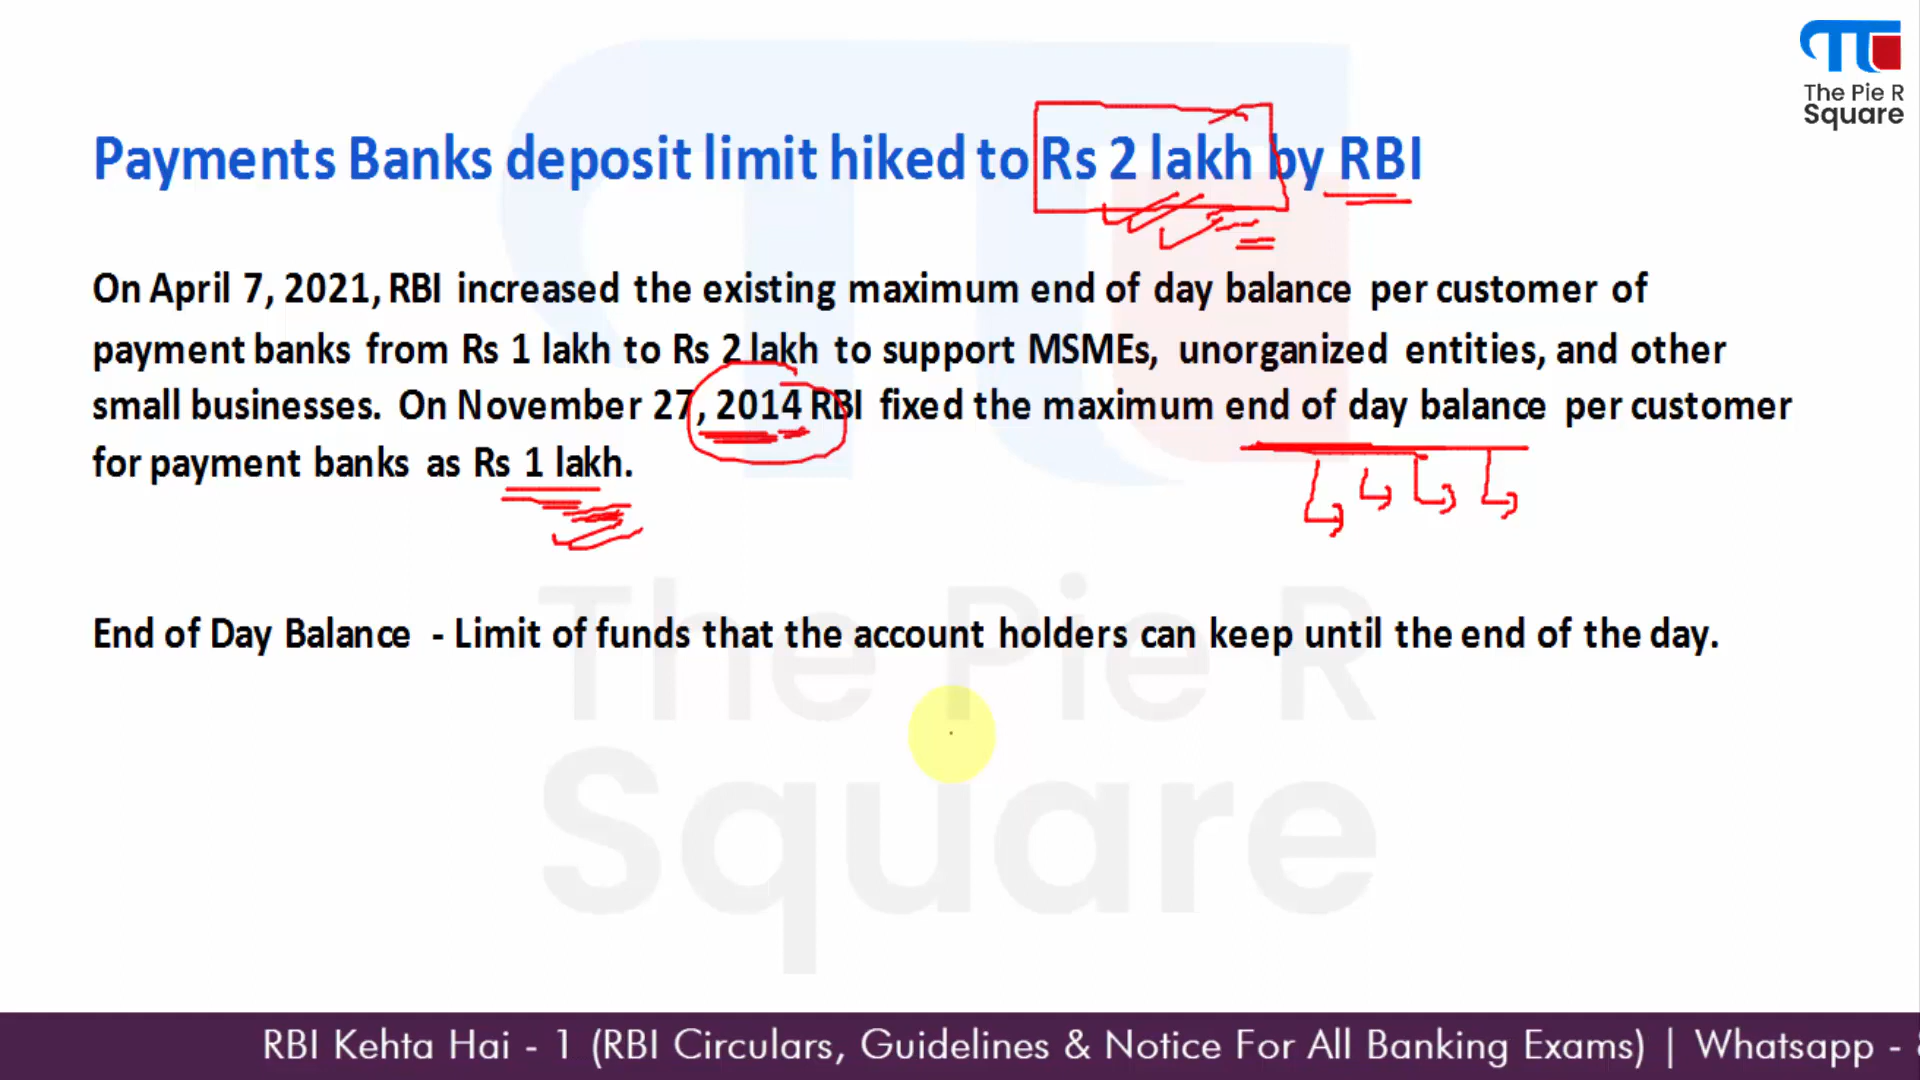 The Pie R
Square
Payments Banks deposit limit hiked to Rs 2 lakh by RBI
On April 7, 2021, RBI increased the existing maximum end of day balance per customer of
payment banks from Rs 1 lakh to Rs 2 lakh to support MSMEs, unorganized entities, and other
small businesses. On November 27, 2014 RBI fixed the maximum end of day balance per customer
for payment banks as Rs 1 lakh.
End of Day Balance - Limit of funds that the account holders can keep until the end of the day.
The Pie R
Square
RBI Kehta Hai - 1 (RBI Circulars, Guidelines & Notice For All Banking Exams) | Whatsapp -